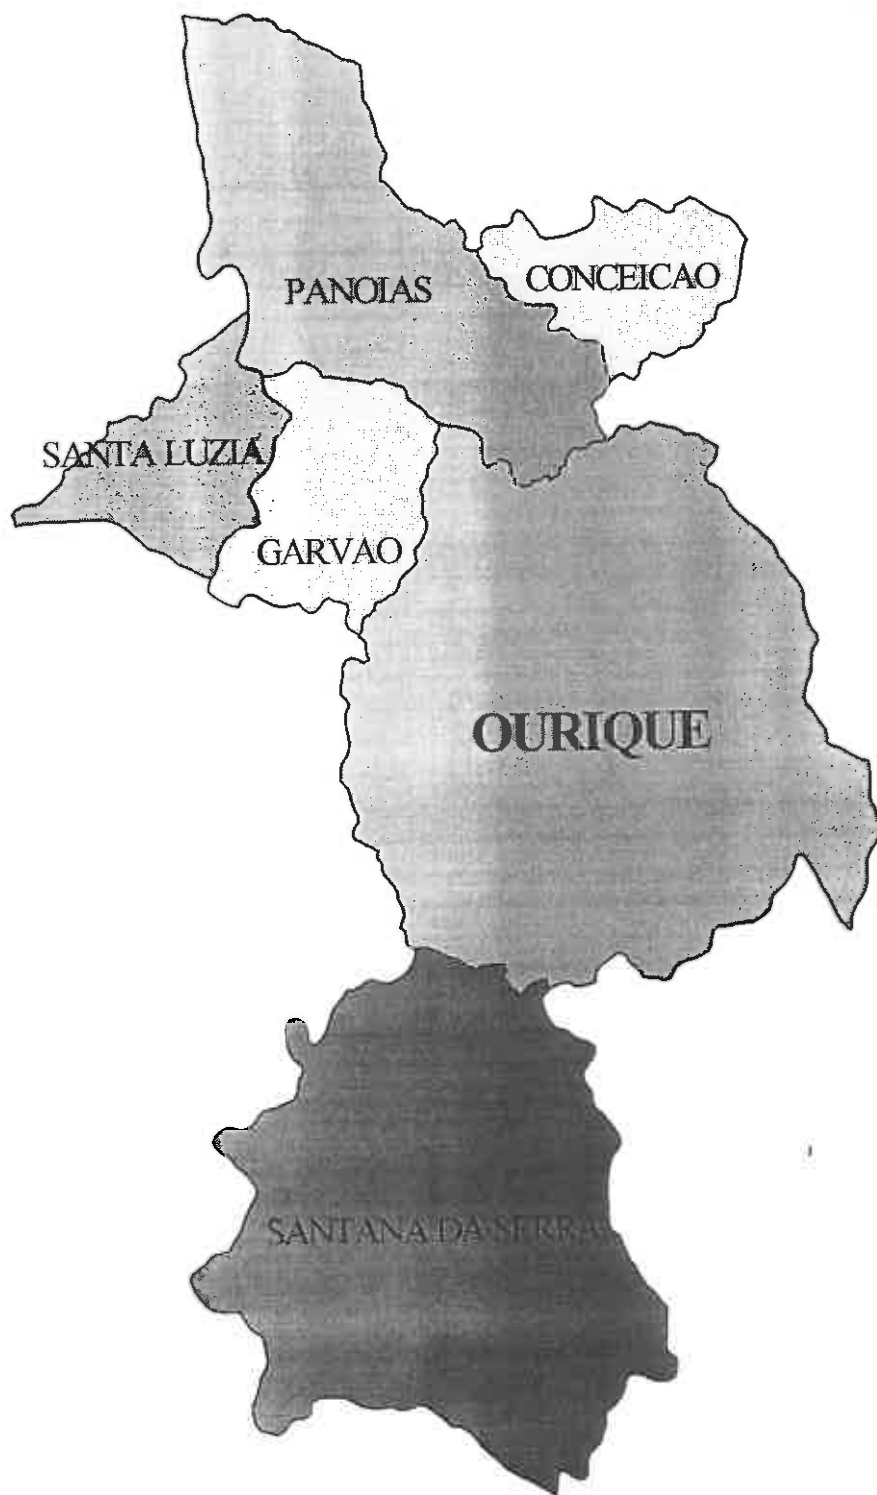 CONCEICAO
PANOIAS
SANTA LUZIA
GARVAO
OURIQUE
SANTANA DA SERRA